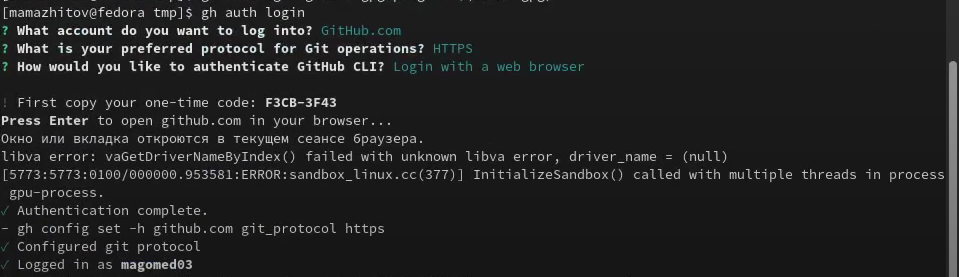 [mamazhitov@fedora tmp]$ gh auth login
? What account do you want to log into? GitHub.com
? What is your preferred protocol for Git operations? HTTPS
? How would you like to authenticate GitHub CLI? Login with a web browser
! First copy your one-time code: F3CB-3F43
Press Enter to open github.com in your browser...
Окно или вкладка откроются в текущем сеансе браузера.
libva error: vaGetDriverNameByIndex() failed with unknown libva error, driver_name = (null)
[5773:5773:0100/000000.953581:ERROR:sandbox_linux.cc(377)] InitializeSandbox() called with multiple threads in process
gpu-process.
✓ Authentication complete.
- gh config set -h github.com git_protocol https
✓ Configured git protocol
✓ Logged in as magomed03